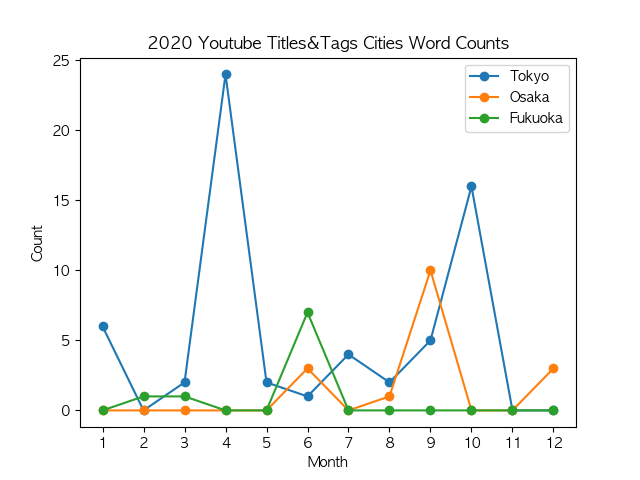 2020 Youtube Titles&Tags Cities Word Counts
Tokyo
Osaka
Fukuoka
Count
25
20
15
10
5
0
1 2 3 4 5 6 7 8 9 10 11 12
Month